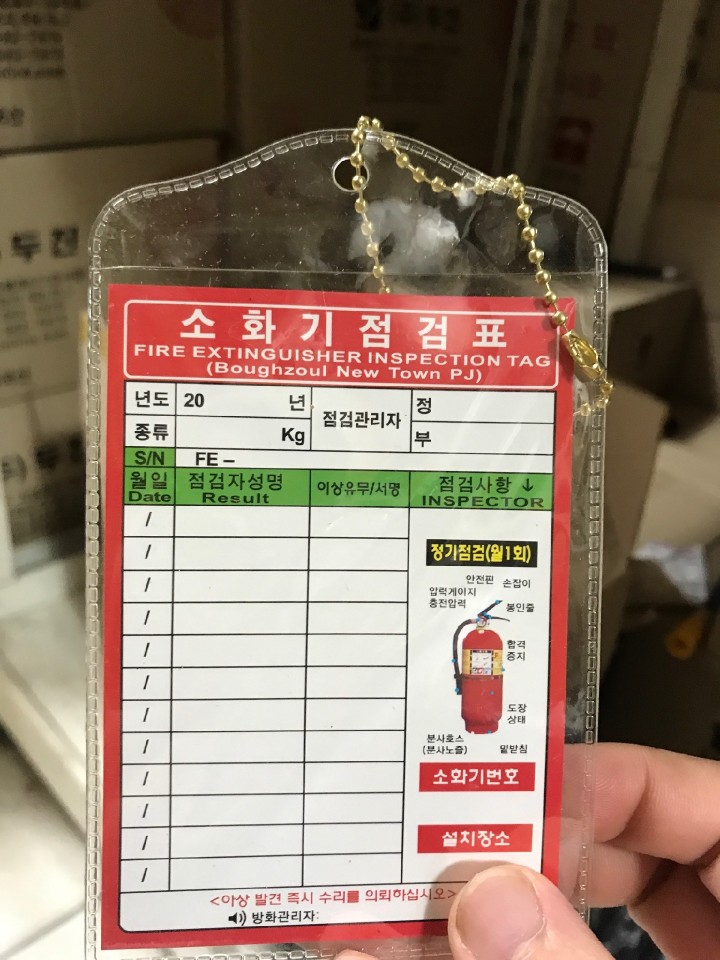 두진
소화기점검표
FIRE EXTINGUISHER INSPECTION TAG
(Boughzoul New Town PJ)
년도 20 년 점검관리자 정
종류 Kg 부
S/N FE –
월일 점검자성명 이상유무/서명 점검사항 ↓
Date Result INSPECTOR
/
/
/
/
/
/
/
/
/
/
/
/
정기점검(월1회)
안전핀 손잡이
압력게이지
충전압력
봉인줄
합격
증지
도장
상태
분사호스
(분사노즐)
밑받침
소화기번호
설치장소
<아상 발견 즉시 수리를 의뢰하십시오>
방화관리자: